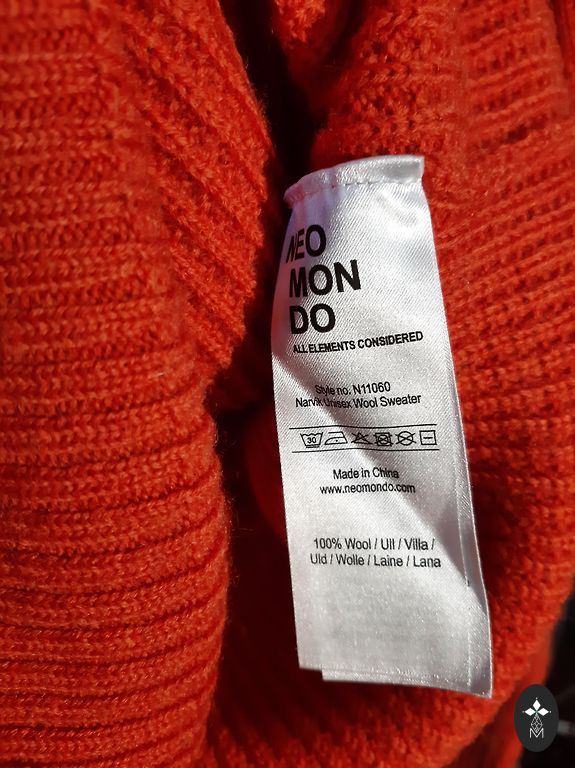 NEO
MON
DO
ALL ELEMENTS CONSIDERED
Style no. N11060
Narvik Unisex Wool Sweater
30
Made in China
www.neomondo.com
100% Wool / Ull / Villa /
Uld / Wolle / Laine / Lana
M